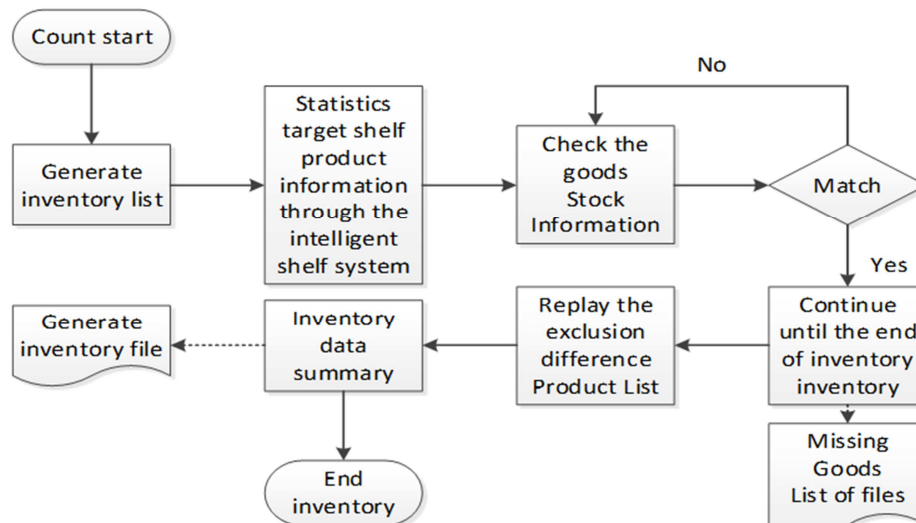 Count start
Generate
inventory list
Statistics
target shelf
product
information
through the
intelligent
shelf system
Check the
goods
Stock
Information
No
Match
Yes
Continue
until the end
of inventory
inventory
Replay the
exclusion
difference
Product List
Inventory
data
summary
Generate
inventory file
End
inventory
Missing
Goods
List of files